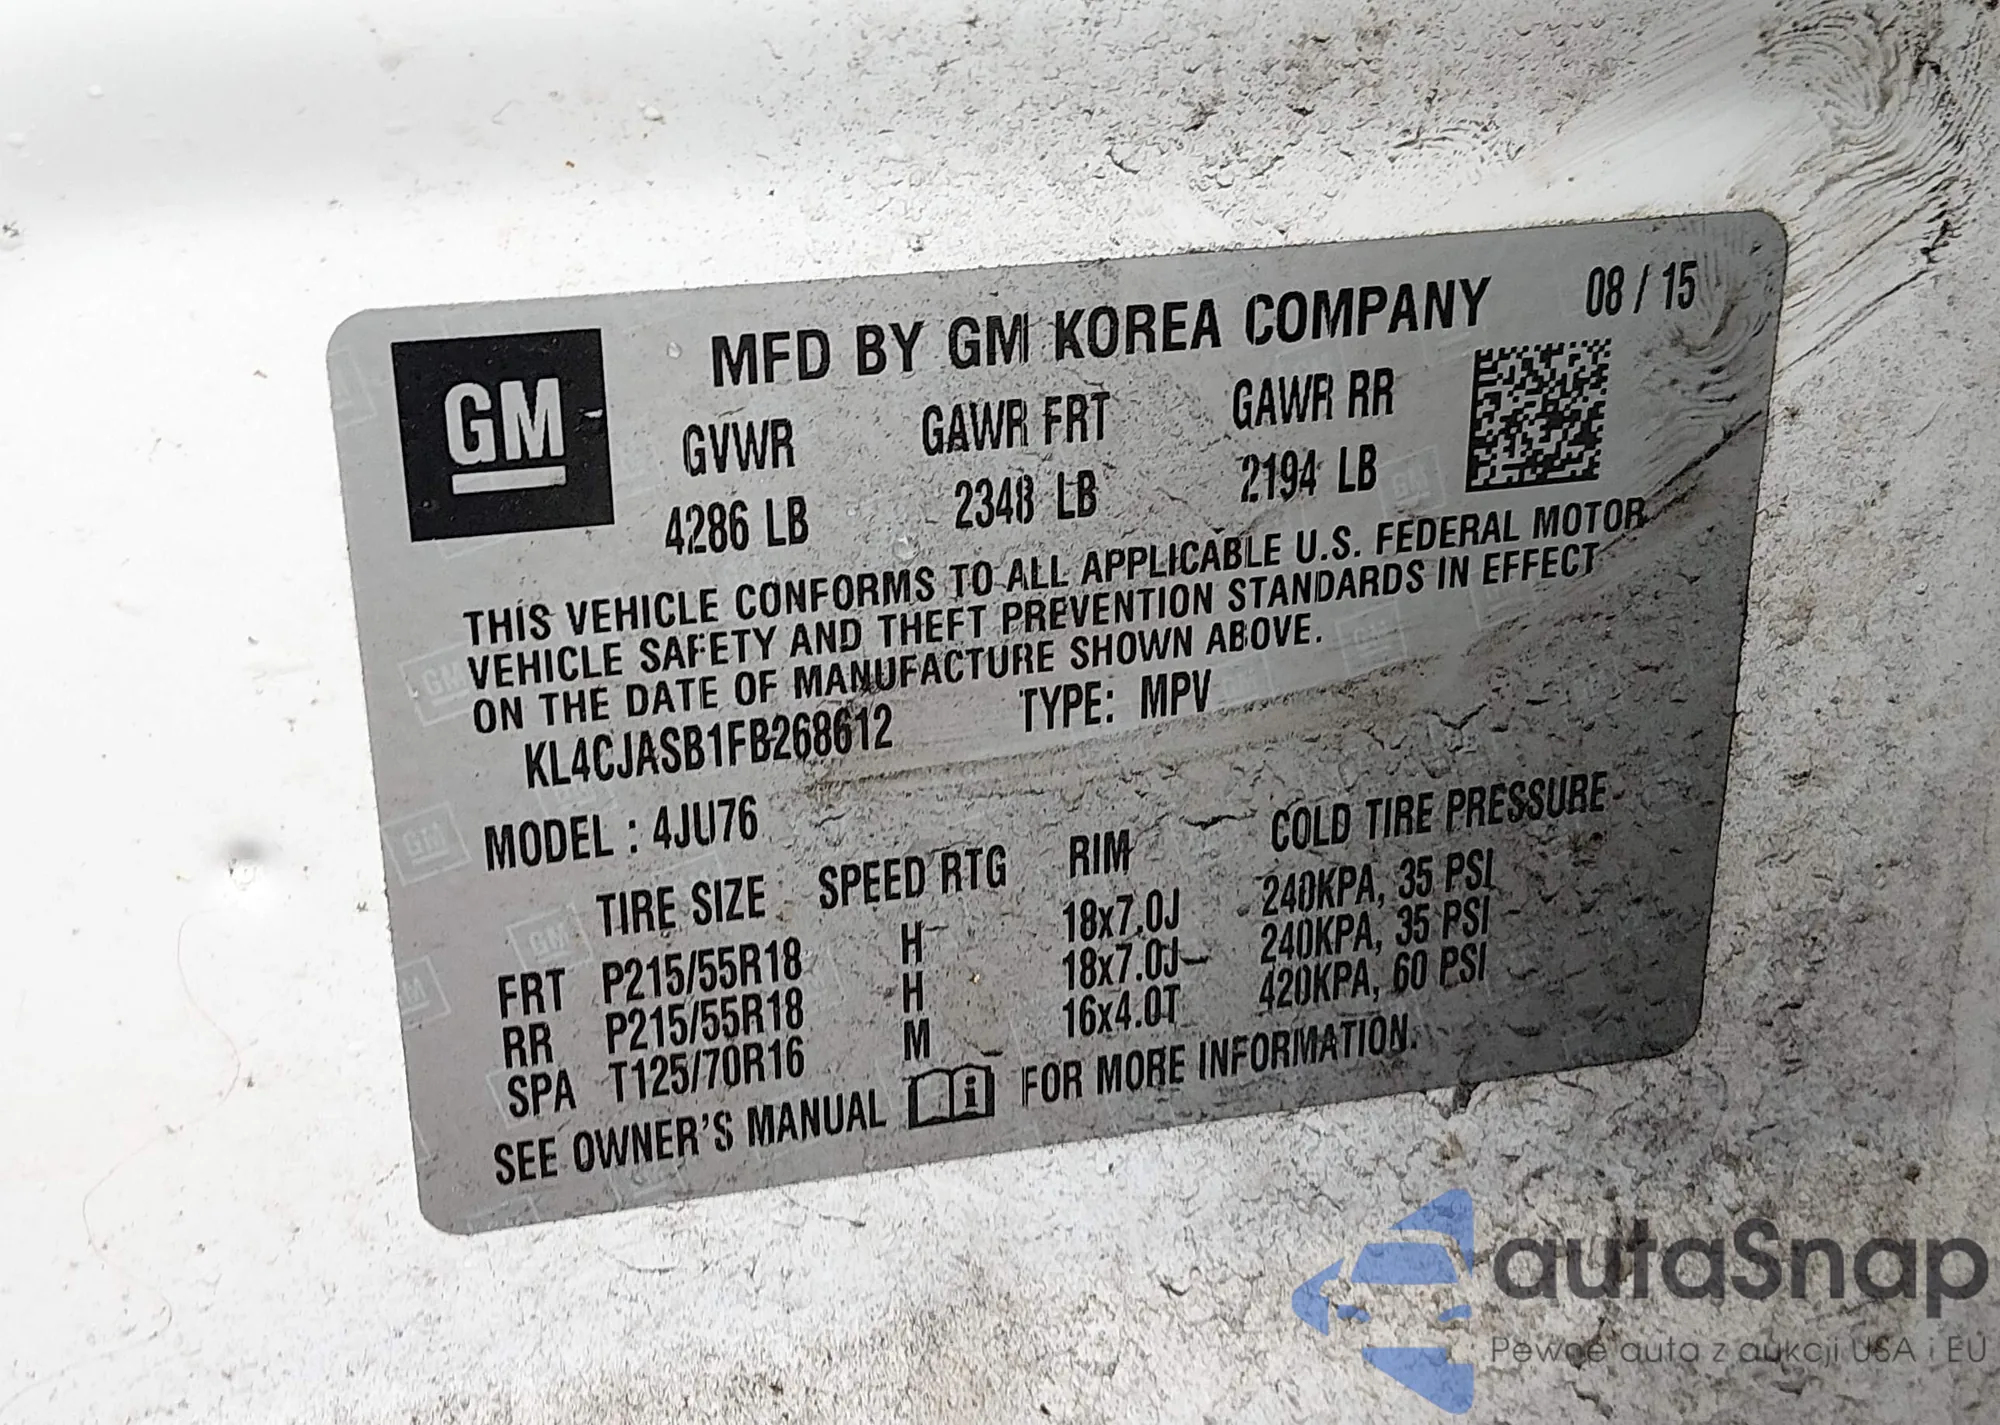 GM
MFD BY GM KOREA COMPANY 08 / 15
GVWR GAWR FRT GAWR RR
4286 LB 2348 LB 2194 LB
THIS VEHICLE CONFORMS TO ALL APPLICABLE U.S. FEDERAL MOTOR
VEHICLE SAFETY AND THEFT PREVENTION STANDARDS IN EFFECT
ON THE DATE OF MANUFACTURE SHOWN ABOVE.
KL4CJASB1FB268612 TYPE: MPV
MODEL : 4JU76
TIRE SIZE SPEED RTG RIM COLD TIRE PRESSURE
FRT P215/55R18 H 18x7.0J 240KPA, 35 PSI
RR P215/55R18 H 18x7.0J 240KPA, 35 PSI
SPA T125/70R16 M 16x4.0T 420KPA, 60 PSI
SEE OWNER'S MANUAL i FOR MORE INFORMATION.
autaSnap
Pewne auta z aukcji USA i EU